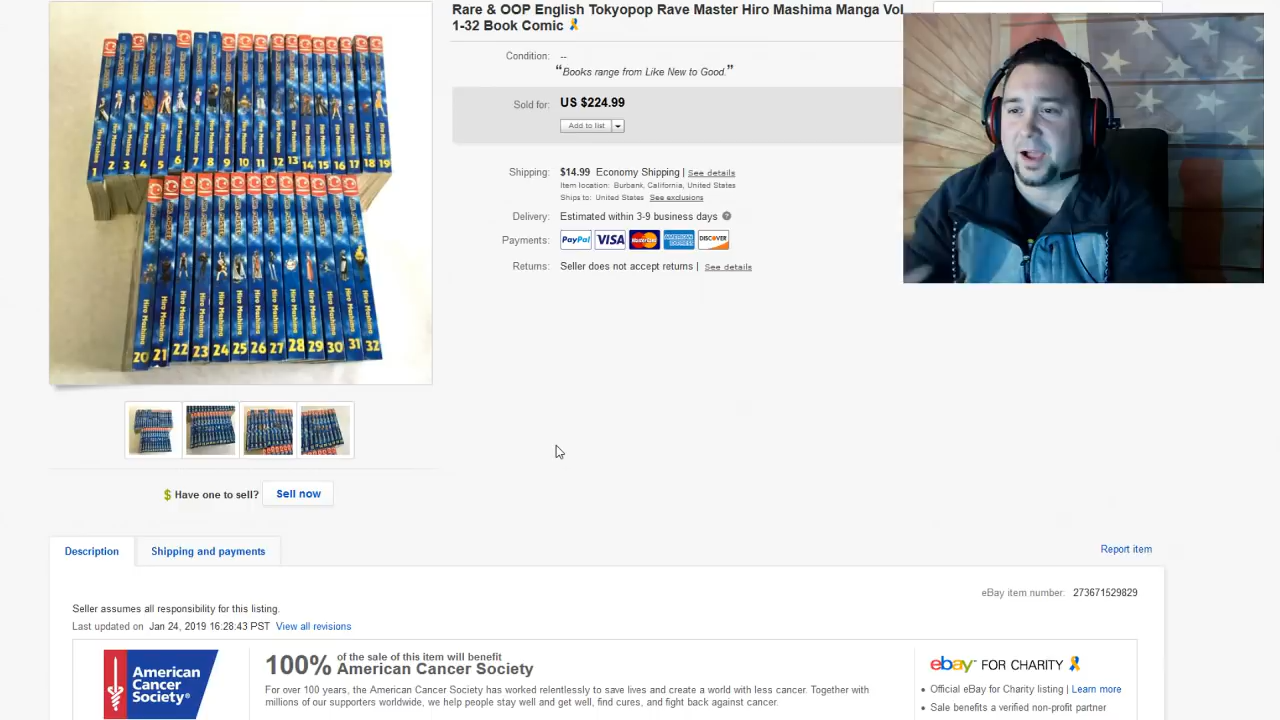 Rare & OOP English Tokyopop Rave Master Hiro Mashima Manga Vol
1-32 Book Comic
Condition: --
“Books range from Like New to Good.”
Sold for: US $224.99
Add to list
Shipping: $14.99 Economy Shipping | See details
Item location: Burbank, California, United States
Ships to: United States See exclusions
Delivery: Estimated within 3-9 business days
Payments: PayPal VISA MasterCard AMERICAN EXPRESS DISCOVER
Returns: Seller does not accept returns | See details
Hiro Mashima
1 2 3 4 5 6 7 8 9 10 11 12 13 14 15 16 17 18 19
Hiro Mashima
20 21 22 23 24 25 26 27 28 29 30 31 32
$ Have one to sell? Sell now
Description Shipping and payments
Report item
eBay item number: 273671529829
Seller assumes all responsibility for this listing.
Last updated on Jan 24, 2019 16:28:43 PST View all revisions
American
Cancer
Society®
100% of the sale of this item will benefit
American Cancer Society
For over 100 years, the American Cancer Society has worked relentlessly to save lives and create a world with less cancer. Together with
millions of our supporters worldwide, we help people stay well and get well, find cures, and fight back against cancer.
ebay™ FOR CHARITY
• Official eBay for Charity listing | Learn more
• Sale benefits a verified non-profit partner